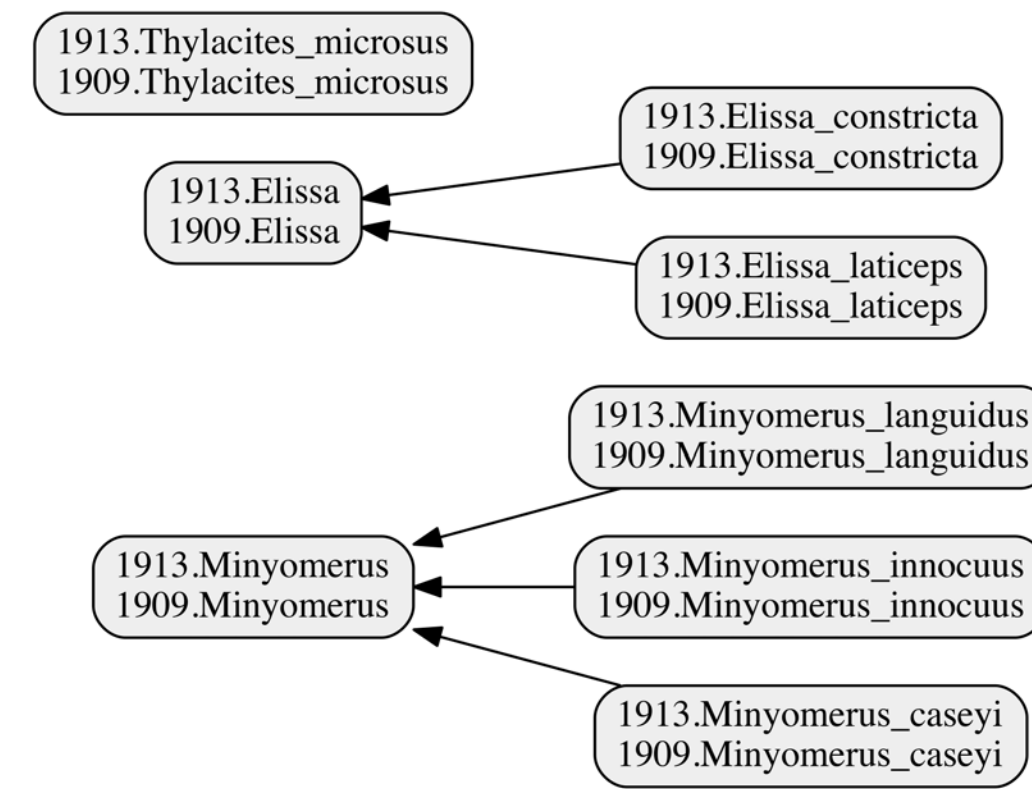 1913.Thylacites_microsus
1909.Thylacites_microsus
1913.Elissa_constricta
1909.Elissa_constricta
1913.Elissa
1909.Elissa
1913.Elissa_laticeps
1909.Elissa_laticeps
1913.Minyomerus_languidus
1909.Minyomerus_languidus
1913.Minyomerus
1909.Minyomerus
1913.Minyomerus_innocuus
1909.Minyomerus_innocuus
1913.Minyomerus_caseyi
1909.Minyomerus_caseyi